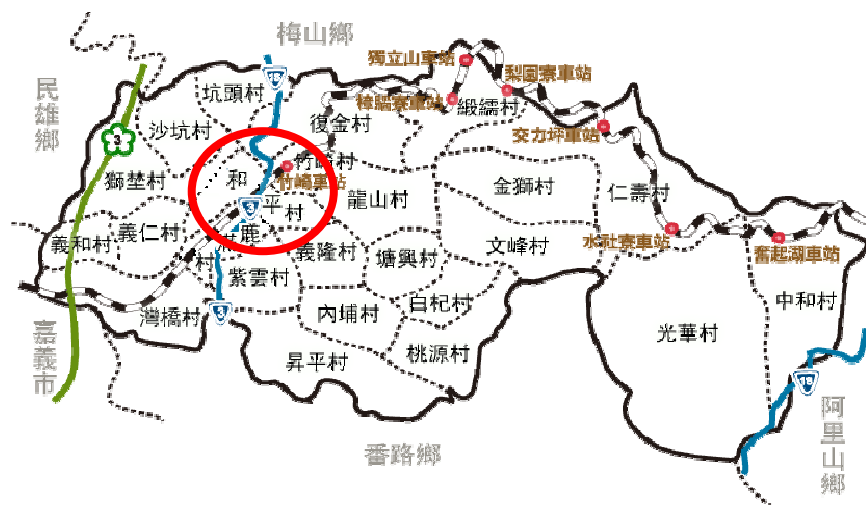 梅山鄉
民雄鄉
嘉義市
番路鄉
阿里山鄉
獨立山車站
梨園寮車站
樟腦寮車站
交力坪車站
水社寮車站
奮起湖車站
竹崎車站
18
3
3
3
18
坑頭村
沙坑村
復金村
緞繻村
獅埜村
和平村
竹崎村
龍山村
金獅村
仁壽村
義和村
義仁村
鹿
村
義隆村
塘興村
文峰村
紫雲村
灣橋村
內埔村
白杞村
昇平村
桃源村
光華村
中和村